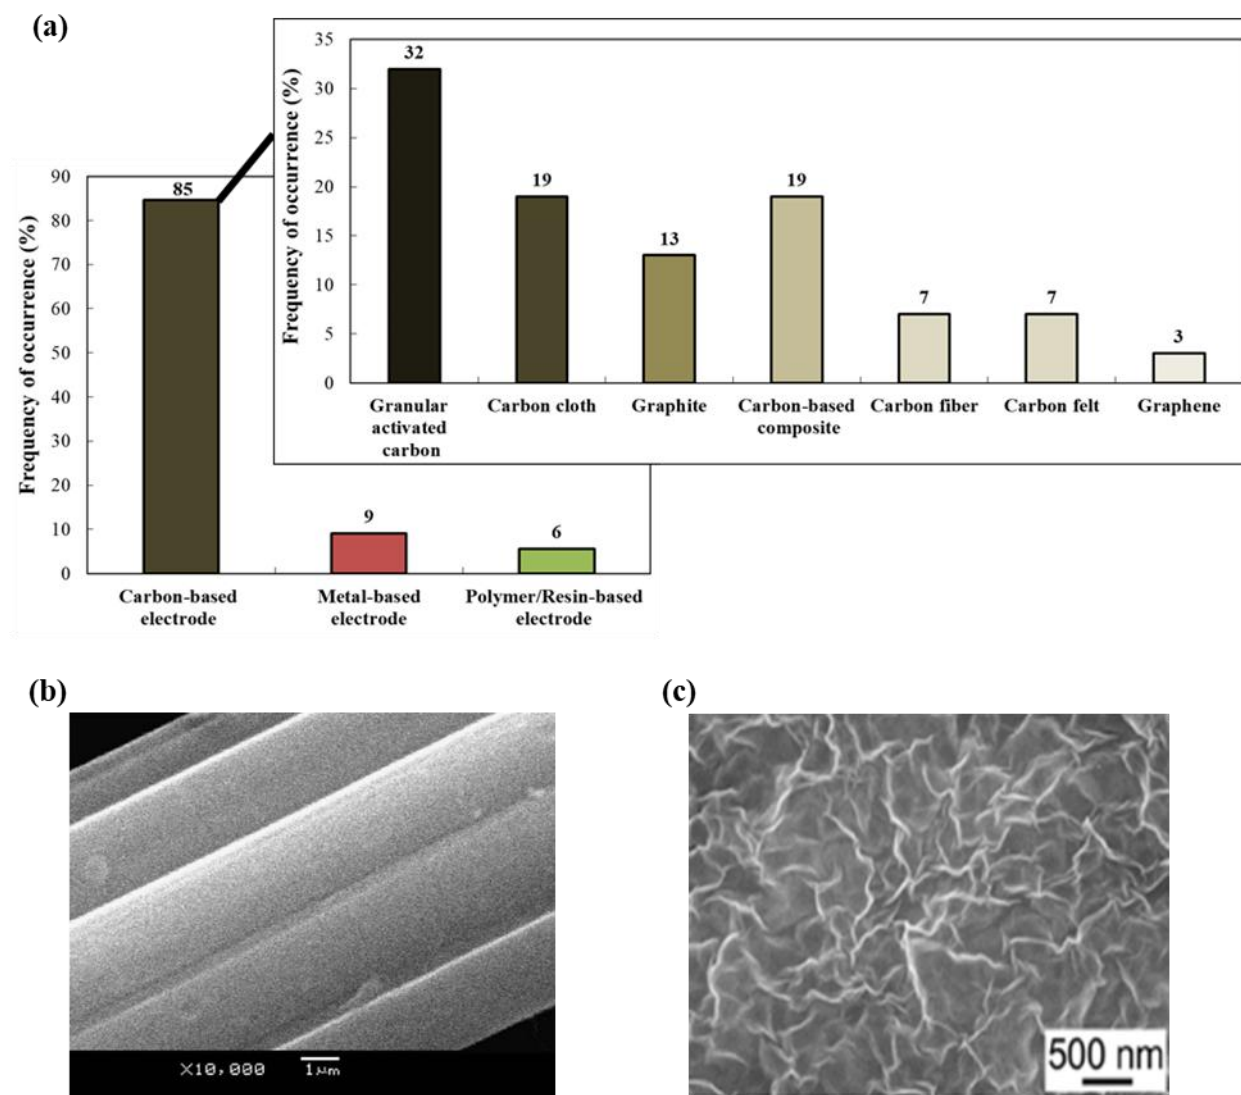 (a)
Frequency of occurrence (%)
35
30
25
20
15
10
5
0
32
19
13
19
7
7
3
Granular
activated
carbon
Carbon cloth
Graphite
Carbon-based
composite
Carbon fiber
Carbon felt
Graphene
Frequency of occurrence (%)
90
80
70
60
50
40
30
20
10
0
85
9
6
Carbon-based
electrode
Metal-based
electrode
Polymer/Resin-based
electrode
(b)
×10,000 1μm
(c)
500 nm